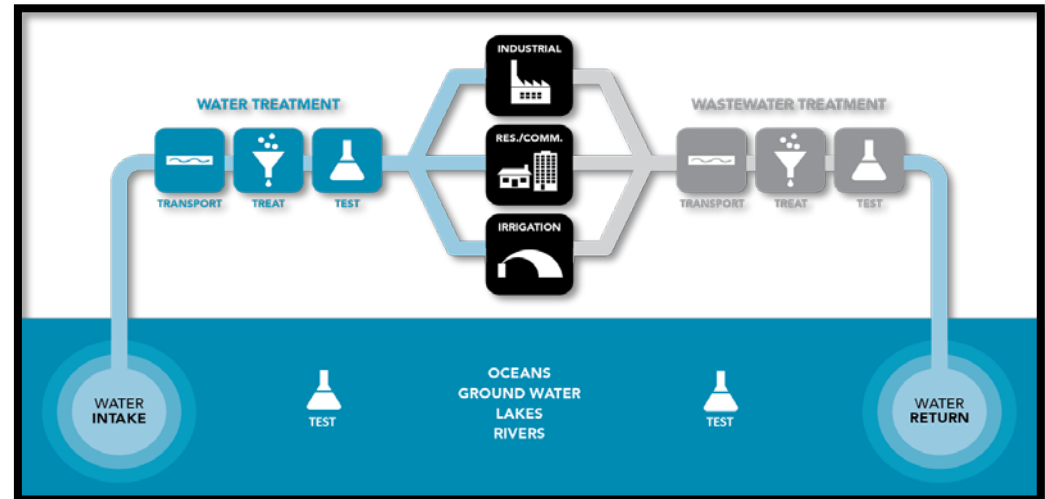 INDUSTRIAL
WATER TREATMENT
WASTEWATER TREATMENT
RES./COMM.
TRANSPORT
TREAT
TEST
TRANSPORT
TREAT
TEST
IRRIGATION
WATER
INTAKE
TEST
OCEANS
GROUND WATER
LAKES
RIVERS
TEST
WATER
RETURN